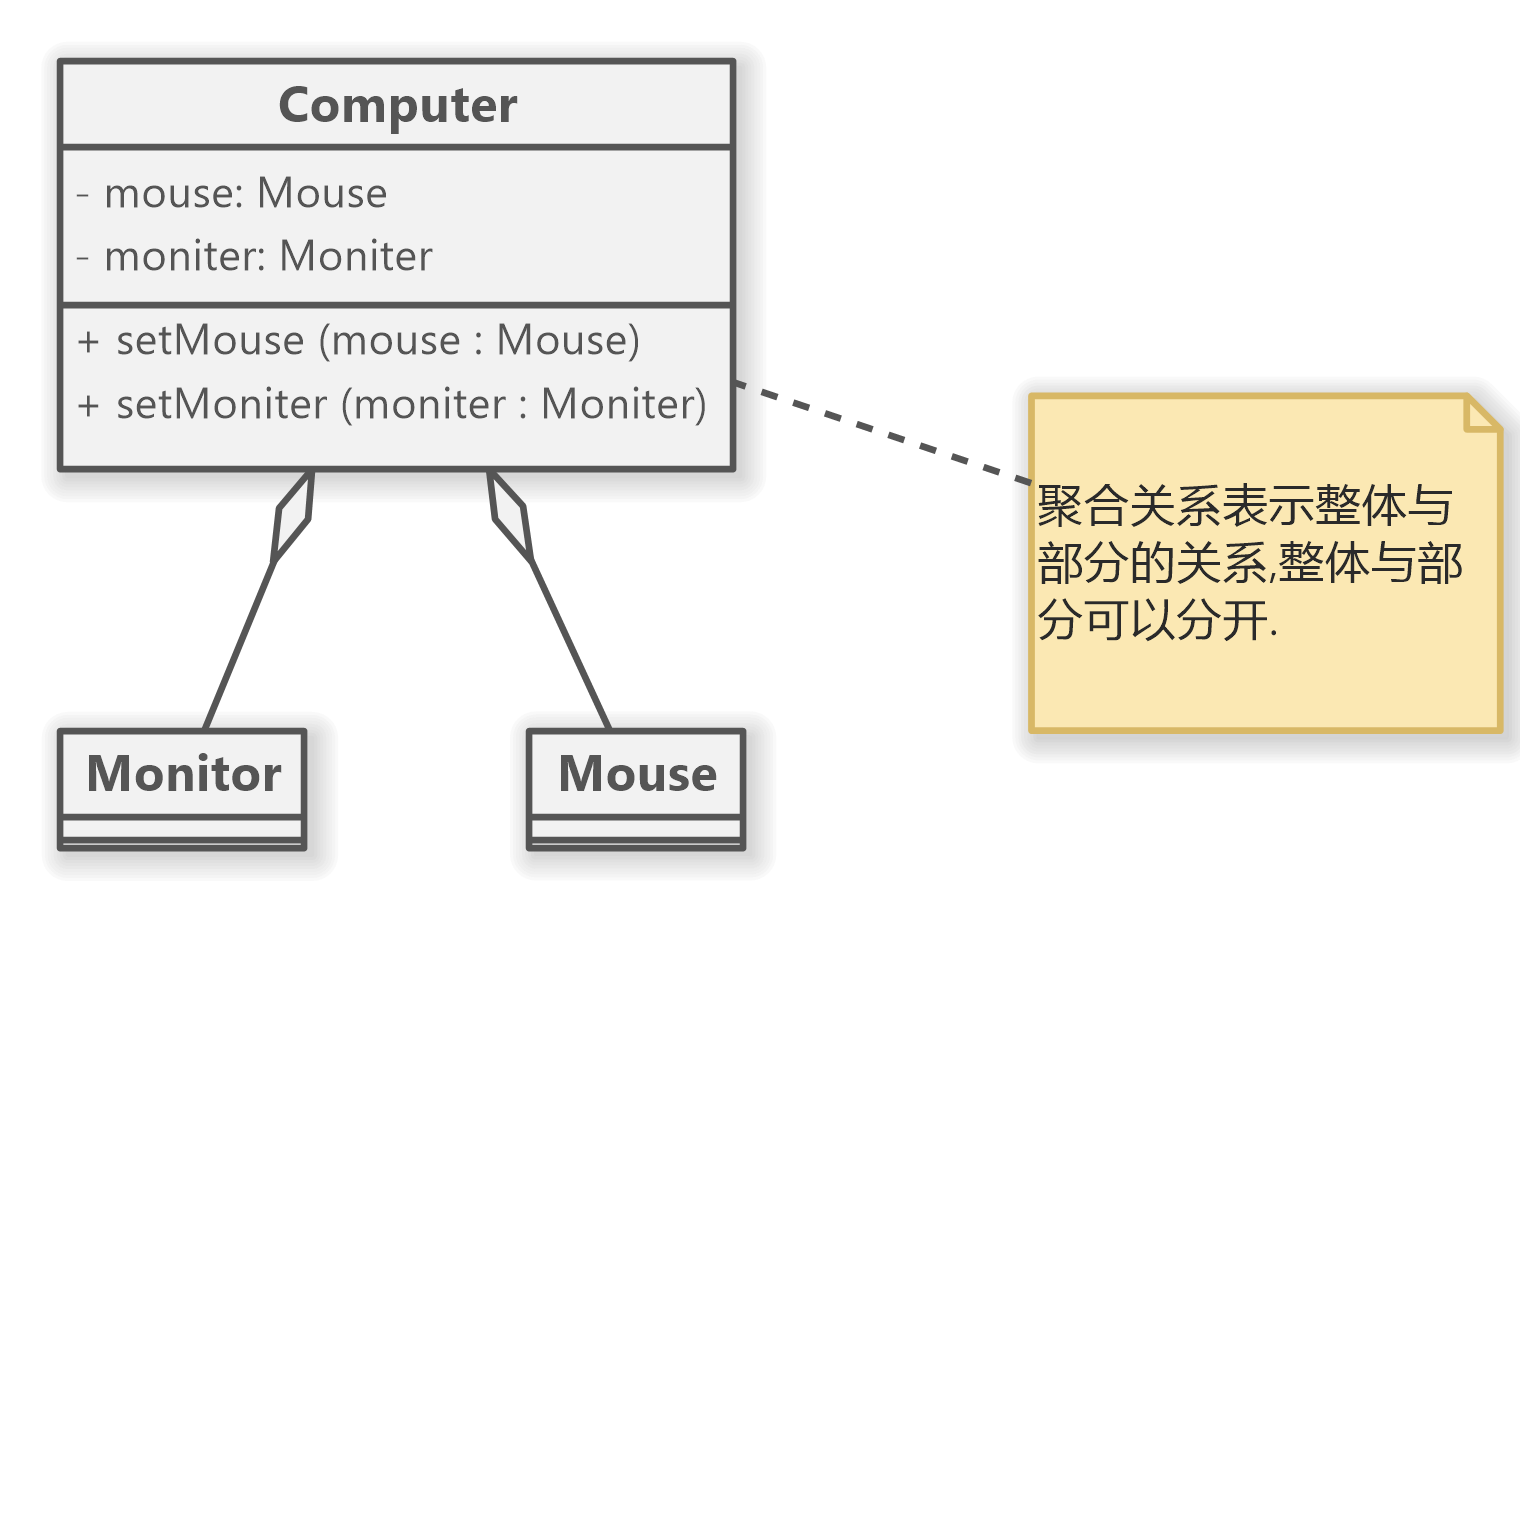 Computer
- mouse: Mouse
- moniter: Moniter
+ setMouse (mouse : Mouse)
+ setMoniter (moniter : Moniter)
聚合关系表示整体与
部分的关系,整体与部
分可以分开.
Monitor
Mouse